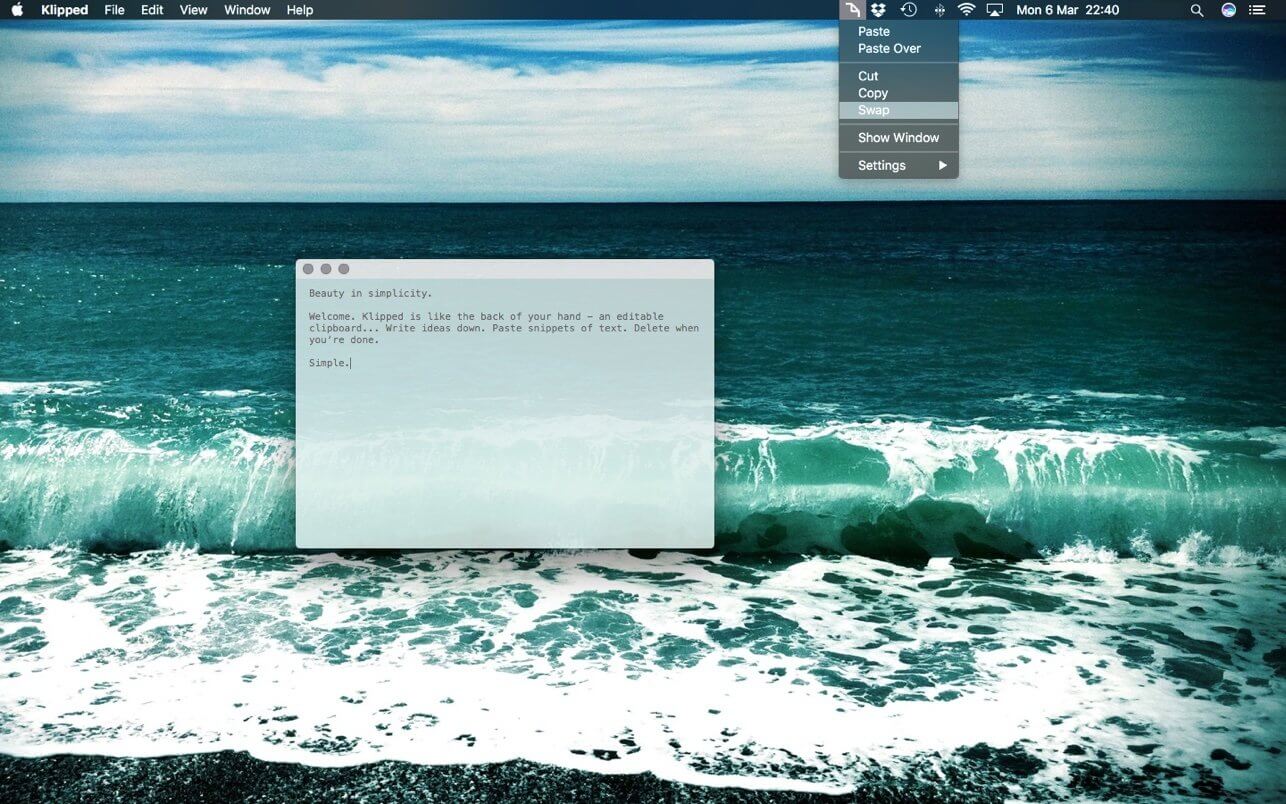 Klipped File Edit View Window Help Mon 6 Mar 22:40
Paste
Paste Over
Cut
Copy
Swap
Show Window
Settings
Beauty in simplicity.
Welcome. Klipped is like the back of your hand – an editable
clipboard... Write ideas down. Paste snippets of text. Delete when
you’re done.
Simple.